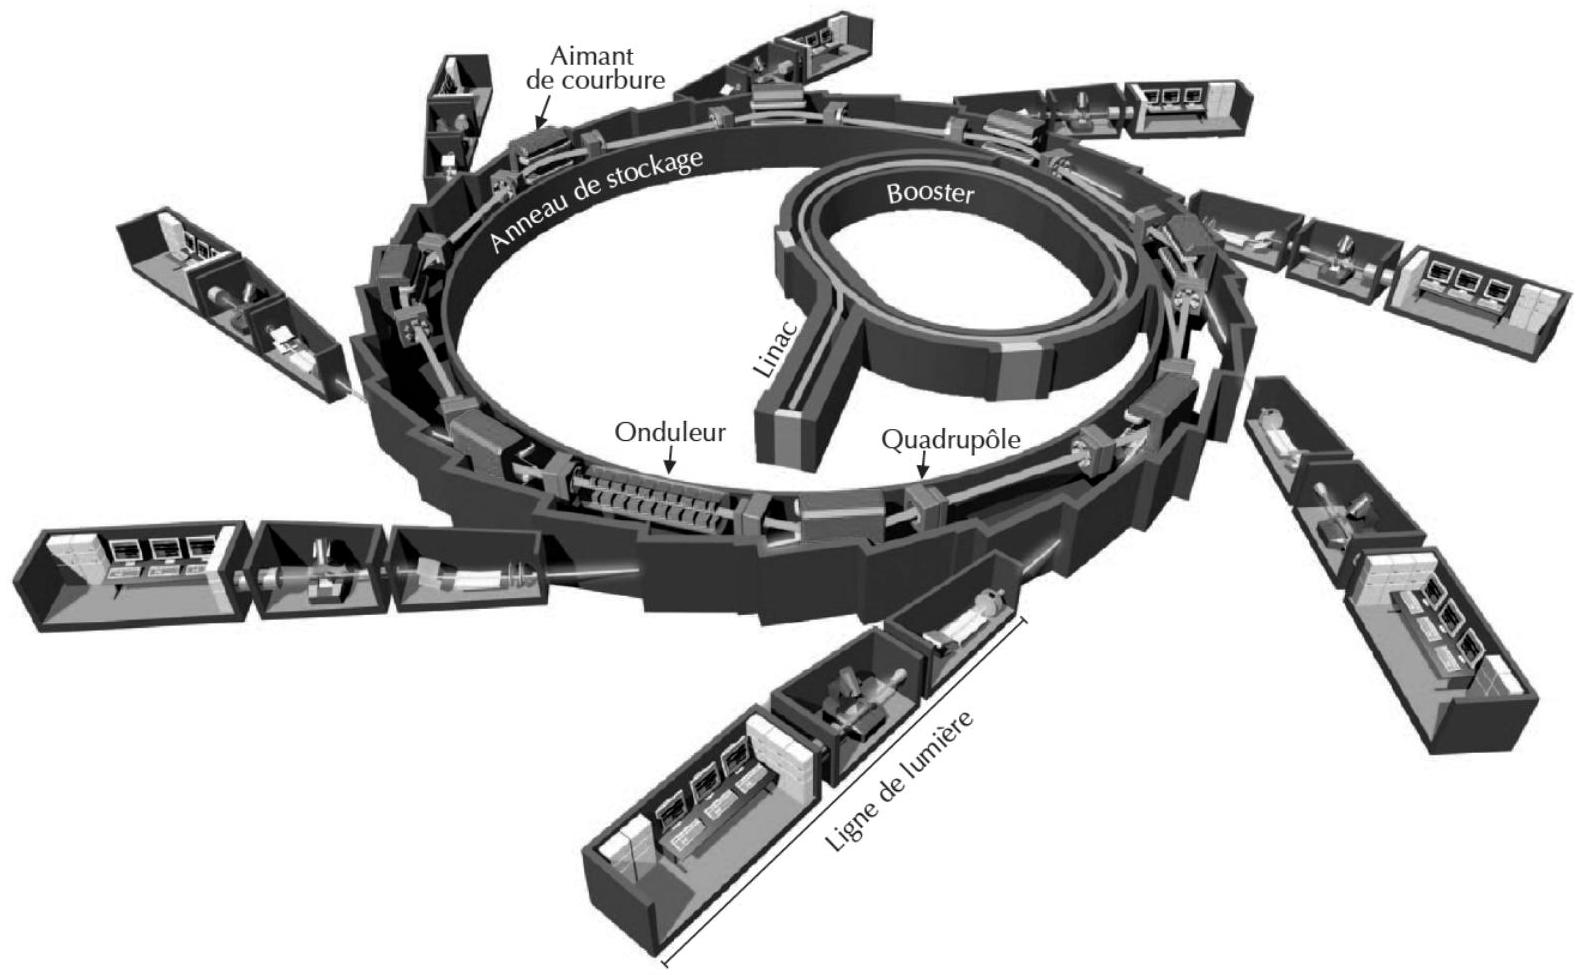 Aimant
de courbure
Anneau de stockage
Booster
Linac
Onduleur
Quadrupôle
Ligne de lumière